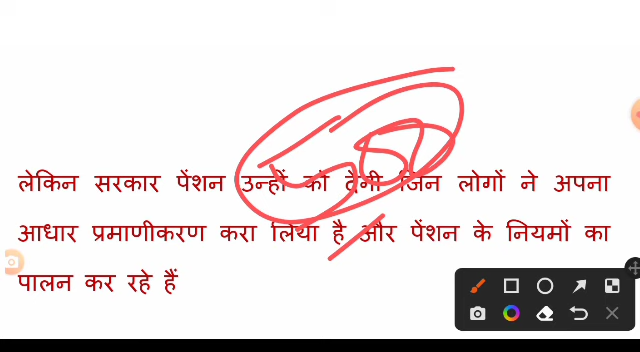 लेकिन सरकार पेंशन उन्हीं को देगी जिन लोगों ने अपना
आधार प्रमाणीकरण करा लिया है और पेंशन के नियमों का
पालन कर रहे हैं